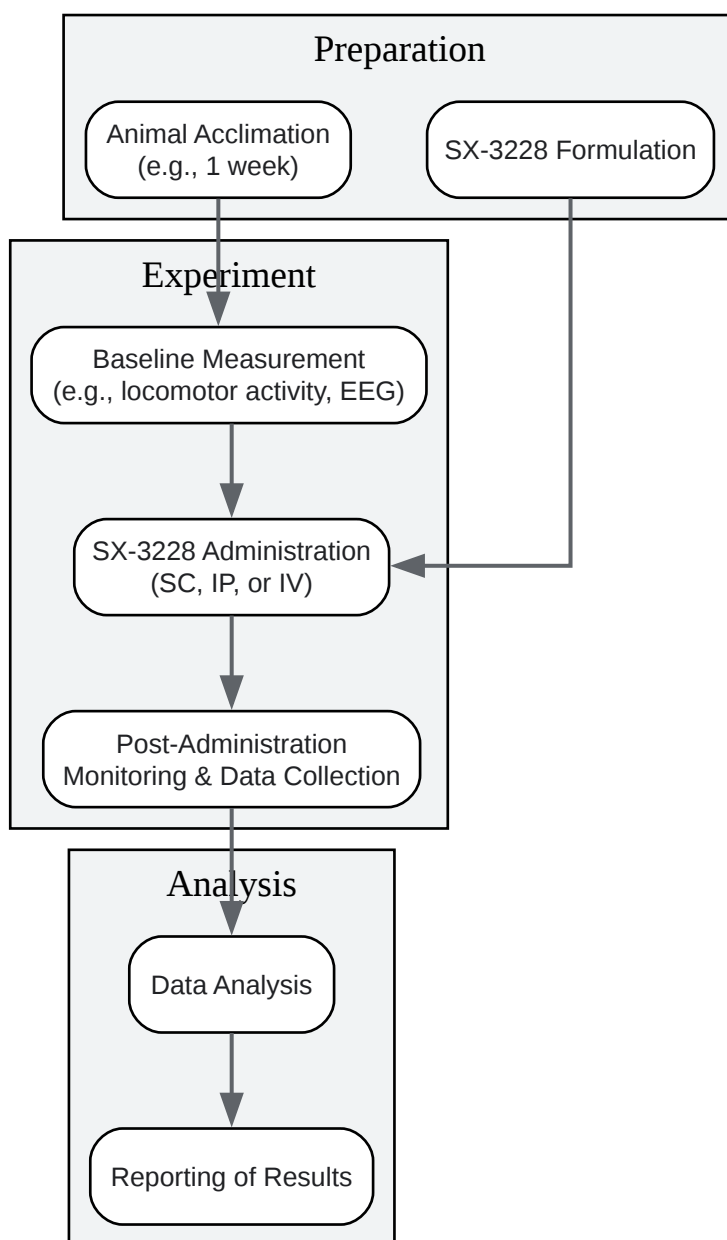 Preparation
Animal Acclimation
(e.g., 1 week)
SX-3228 Formulation
Experiment
Baseline Measurement
(e.g., locomotor activity, EEG)
SX-3228 Administration
(SC, IP, or IV)
Post-Administration
Monitoring & Data Collection
Analysis
Data Analysis
Reporting of Results